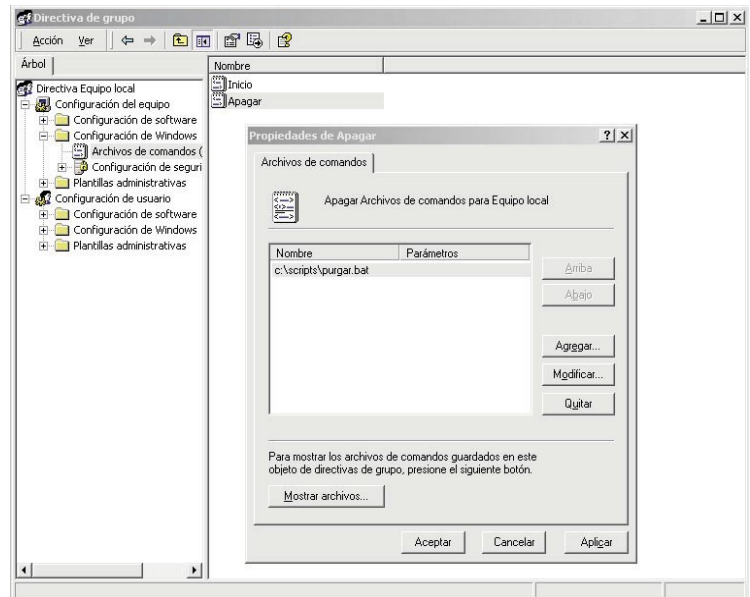 Directiva de grupo
Acción Ver
Árbol
Nombre
Directiva Equipo local
Configuración del equipo
Configuración de software
Configuración de Windows
Archivos de comandos (
Configuración de seguri
Plantillas administrativas
Configuración de usuario
Configuración de software
Configuración de Windows
Plantillas administrativas
Inicio
Apagar
Propiedades de Apagar
Archivos de comandos
Apagar Archivos de comandos para Equipo local
Nombre Parámetros
c:\scripts\purgar.bat
Arriba
Abajo
Agregar...
Modificar...
Quitar
Para mostrar los archivos de comandos guardados en este
objeto de directivas de grupo, presione el siguiente botón.
Mostrar archivos...
Aceptar Cancelar Aplicar